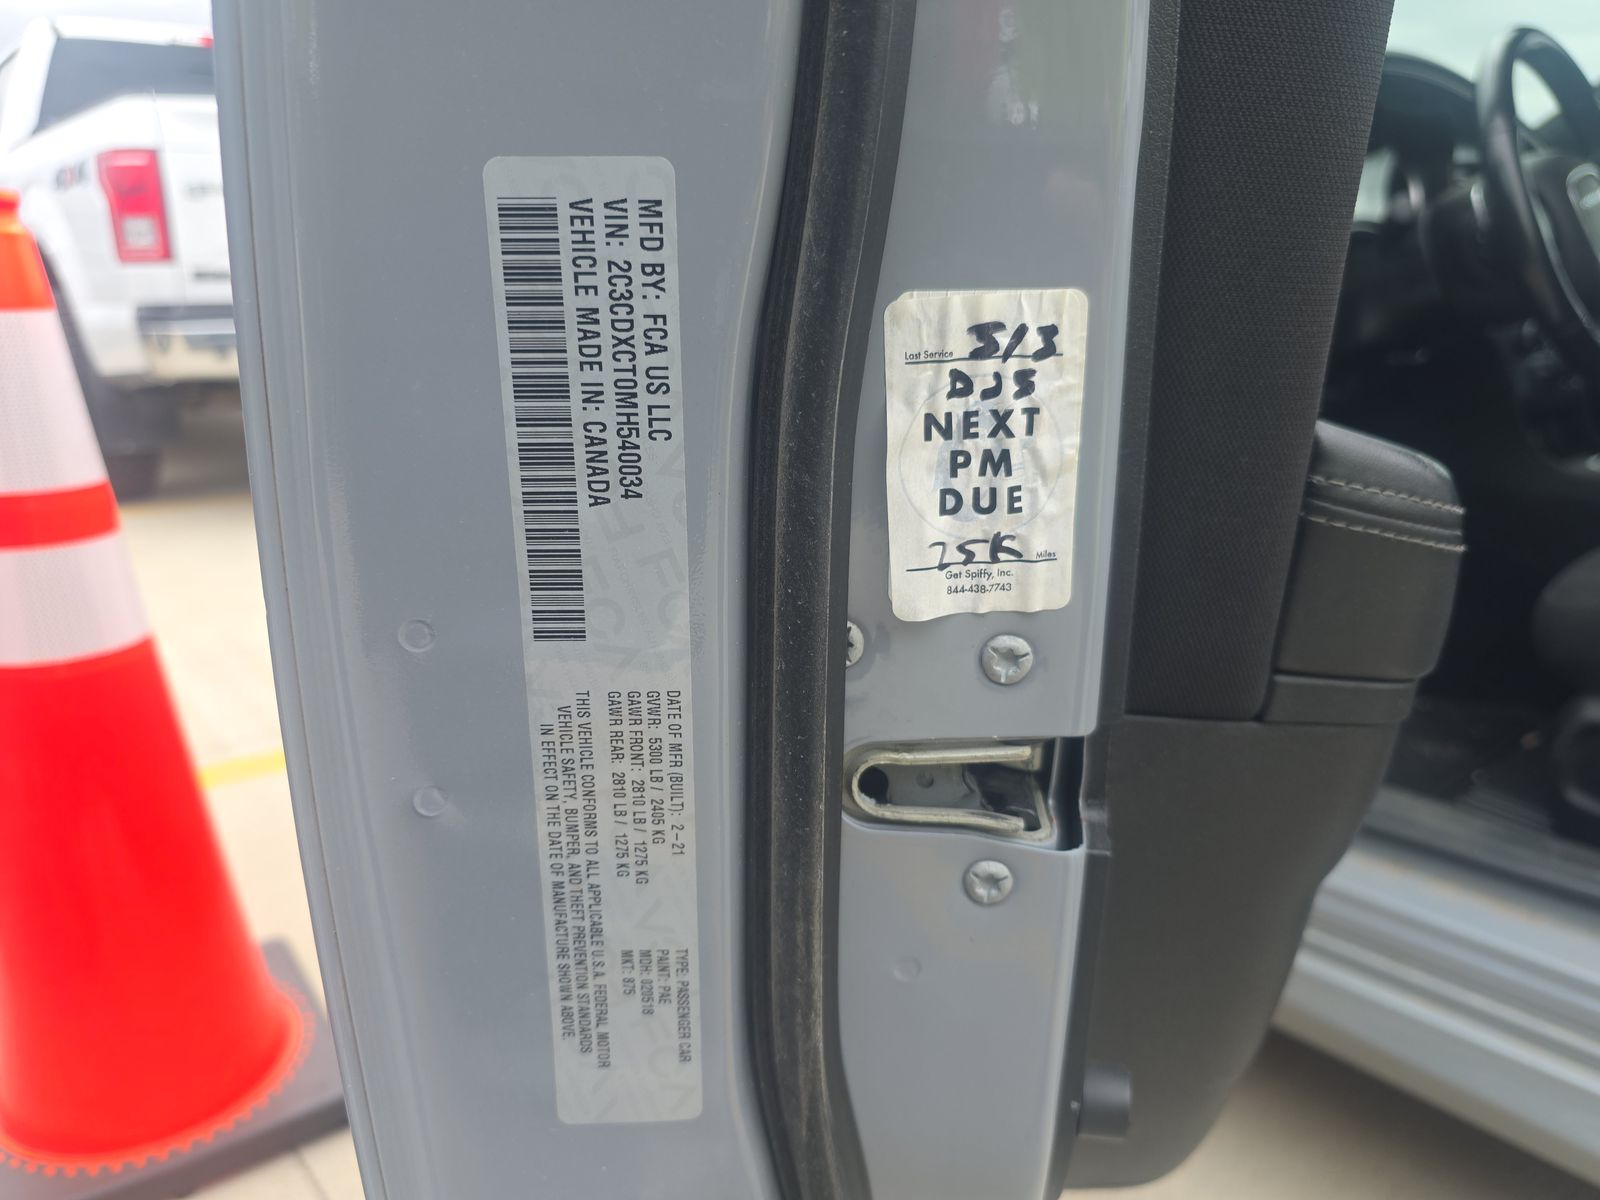 MFD BY: FCA US LLC
VIN: 2C3CDXCT0MH540034
VEHICLE MADE IN: CANADA
DATE OF MFR (BUILT): 2-21
GVWR: 5300 LB / 2405 KG
GAWR FRONT: 2810 LB / 1275 KG
GAWR REAR: 2810 LB / 1275 KG
THIS VEHICLE CONFORMS TO ALL APPLICABLE U.S.A. FEDERAL MOTOR
VEHICLE SAFETY, BUMPER, AND THEFT PREVENTION STANDARDS
IN EFFECT ON THE DATE OF MANUFACTURE SHOWN ABOVE.
TYPE: PASSENGER CAR
PAINT: PAE
MDH: 020518
MKT: 875
Last Service 5/3
DJS
NEXT
PM
DUE
25K Miles
Get Spiffy, Inc.
844-438-7743